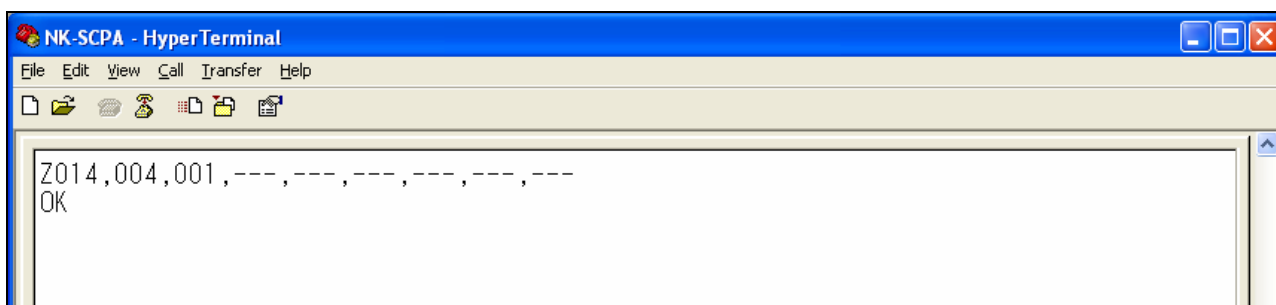 NK-SCPA - HyperTerminal
File Edit View Call Transfer Help
Z014,004,001,---,---,---,---,---,---
OK